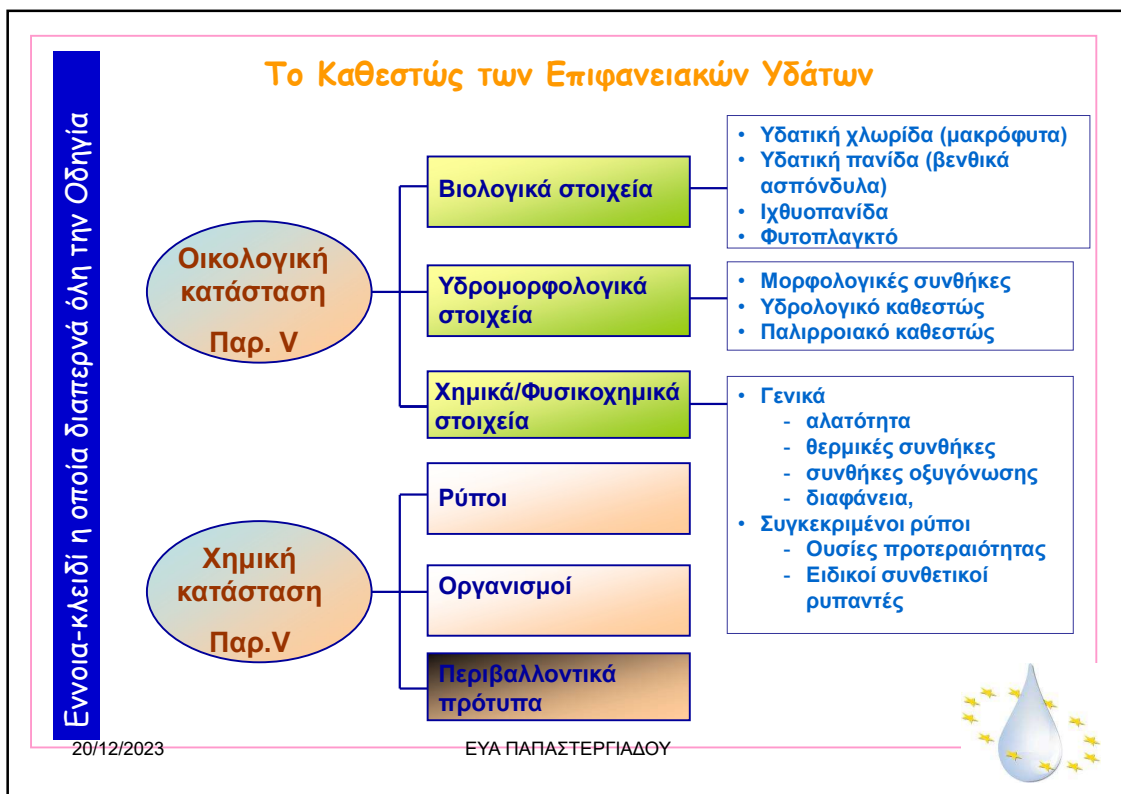 Εννοια-κλειδί η οποία διαπερνά όλη την Οδηγία
Το Καθεστώς των Επιφανειακών Υδάτων
Οικολογική
κατάσταση
Παρ. V
Βιολογικά στοιχεία
Υδρομορφολογικά
στοιχεία
Χημικά/Φυσικοχημικά
στοιχεία
• Υδατική χλωρίδα (μακρόφυτα)
• Υδατική πανίδα (βενθικά
ασπόνδυλα)
• Ιχθυοπανίδα
• Φυτοπλαγκτό
• Μορφολογικές συνθήκες
• Υδρολογικό καθεστώς
• Παλιρροιακό καθεστώς
• Γενικά
- αλατότητα
- θερμικές συνθήκες
- συνθήκες οξυγόνωσης
- διαφάνεια,
• Συγκεκριμένοι ρύποι
- Ουσίες προτεραιότητας
- Ειδικοί συνθετικοί
ρυπαντές
Χημική
κατάσταση
Παρ.V
Ρύποι
Οργανισμοί
Περιβαλλοντικά
πρότυπα
20/12/2023
ΕΥΑ ΠΑΠΑΣΤΕΡΓΙΑΔΟΥ